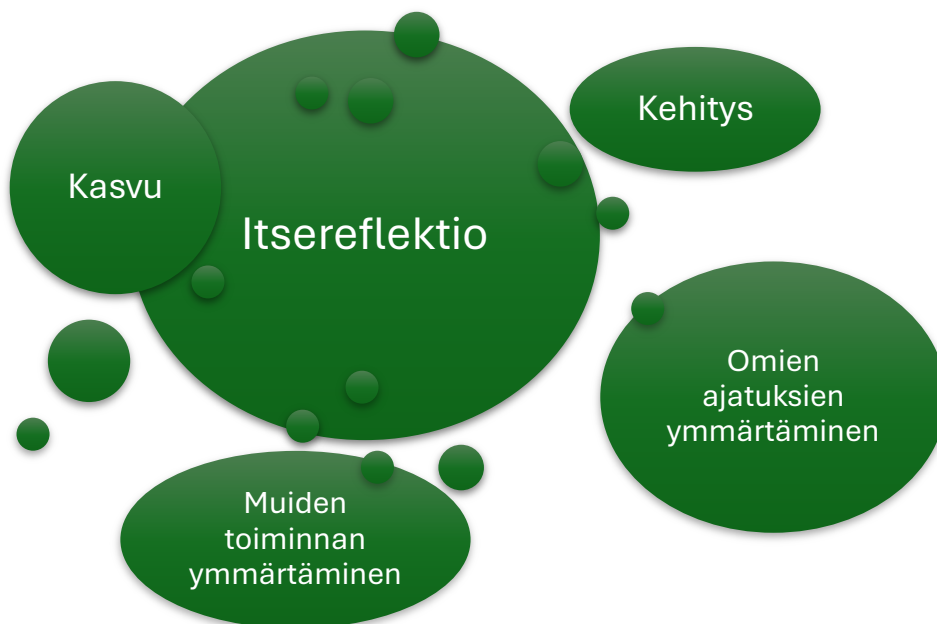 Kehitys
Kasvu
Itsereflektio
Omien
ajatuksien
ymmärtäminen
Muiden
toiminnan
ymmärtäminen